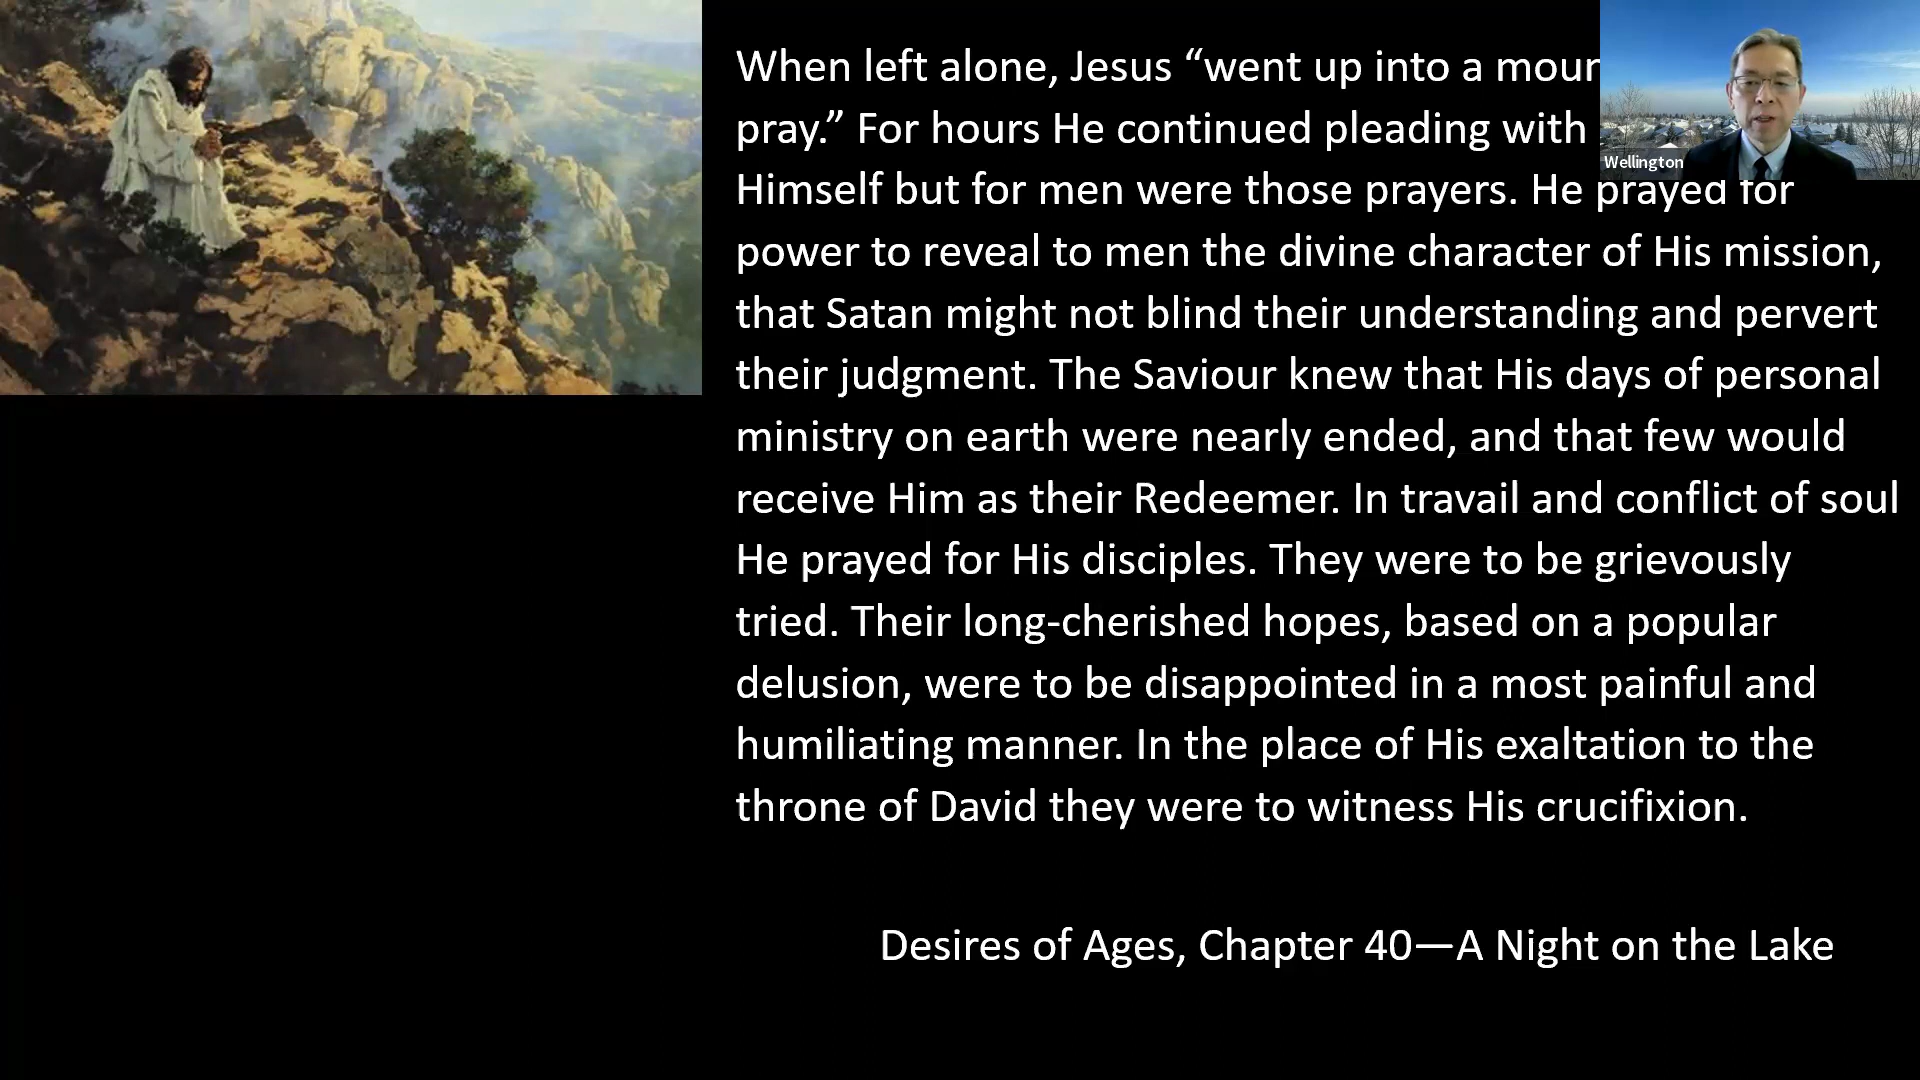 When left alone, Jesus “went up into a
pray.” For hours He continued pleading with
Himself but for men were those prayers. He prayed for
power to reveal to men the divine character of His mission,
that Satan might not blind their understanding and pervert
their judgment. The Saviour knew that His days of personal
ministry on earth were nearly ended, and that few would
receive Him as their Redeemer. In travail and conflict of soul
He prayed for His disciples. They were to be grievously
tried. Their long-cherished hopes, based on a popular
delusion, were to be disappointed in a most painful and
humiliating manner. In the place of His exaltation to the
throne of David they were to witness His crucifixion.
Desires of Ages, Chapter 40—A Night on the Lake
Wellington